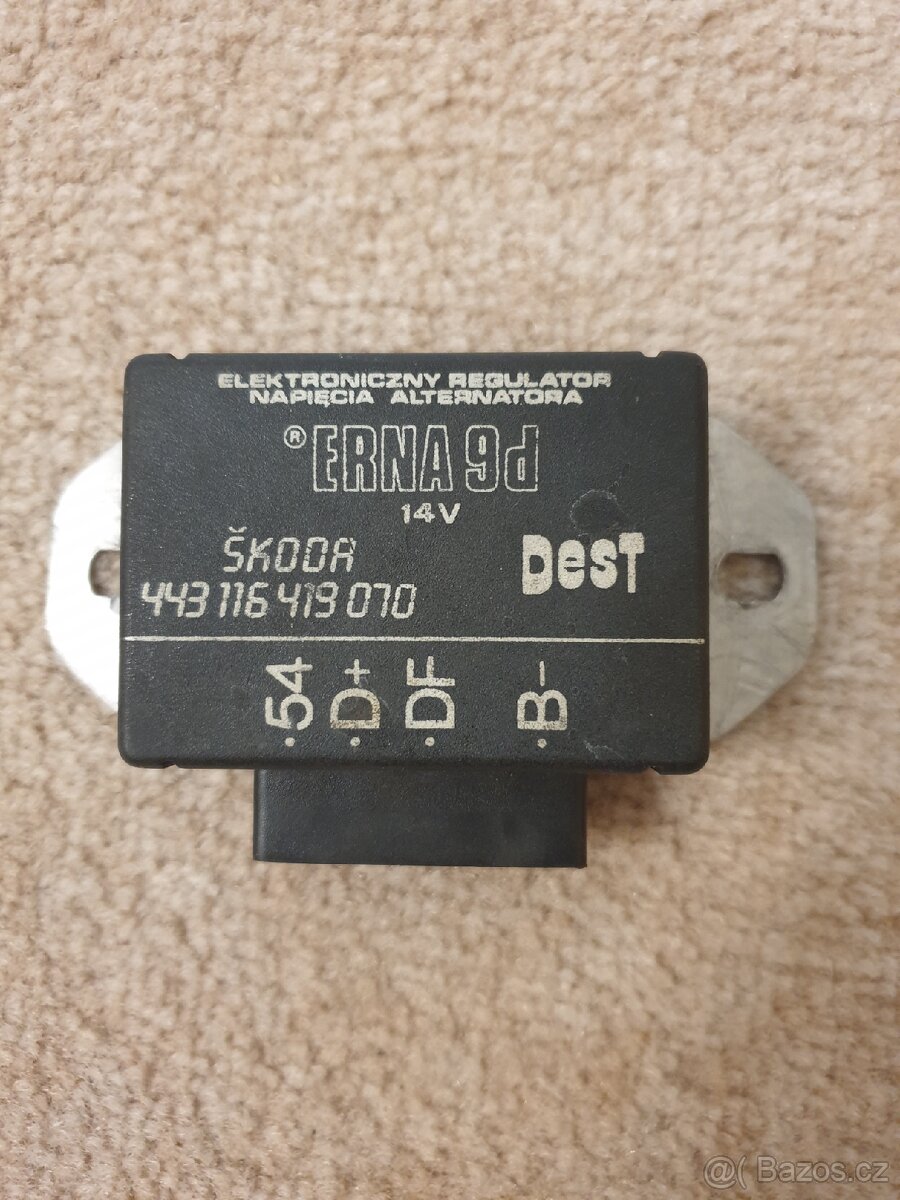 ELEKTRONICZNY REGULATOR
NAPIĘCIA ALTERNATORA
® ERNA 9d
14V
ŠKODA
443 116 419 070
DesT
54
D+
DF
B-
@( Bazos.cz